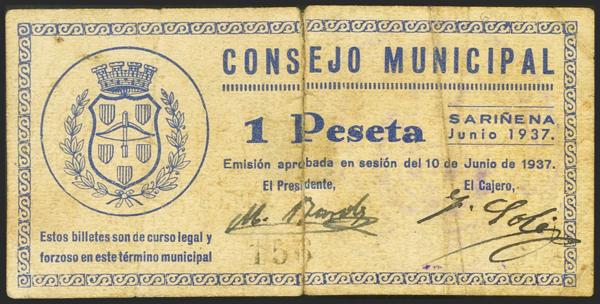 CONSEJO MUNICIPAL
1 Peseta
SARIÑENA
Junio 1937.
Emisión aprobada en sesión del 10 de Junio de 1937.
El Presidente,
El Cajero,
Estos billetes son de curso legal y
forzoso en este término municipal